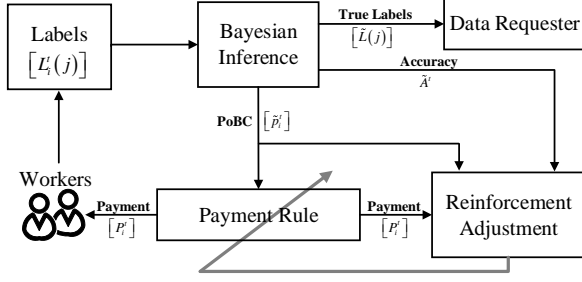 Labels
[L_i^t(j)]
Bayesian
Inference
True Labels
[L̃(j)]
Data Requester
Accuracy
Ã^t
PoBC
[p̃_i^t]
Workers
Payment
[P_i^t]
Payment Rule
Payment
[P_i^t]
Reinforcement
Adjustment